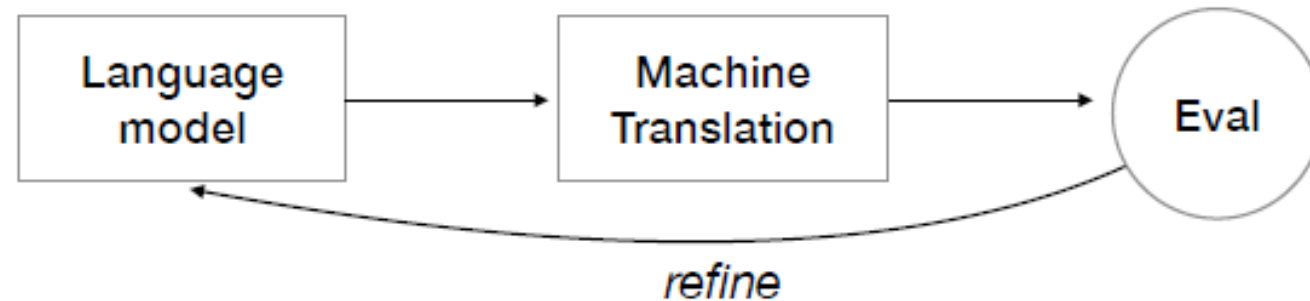 Language
model
Machine
Translation
Eval
refine